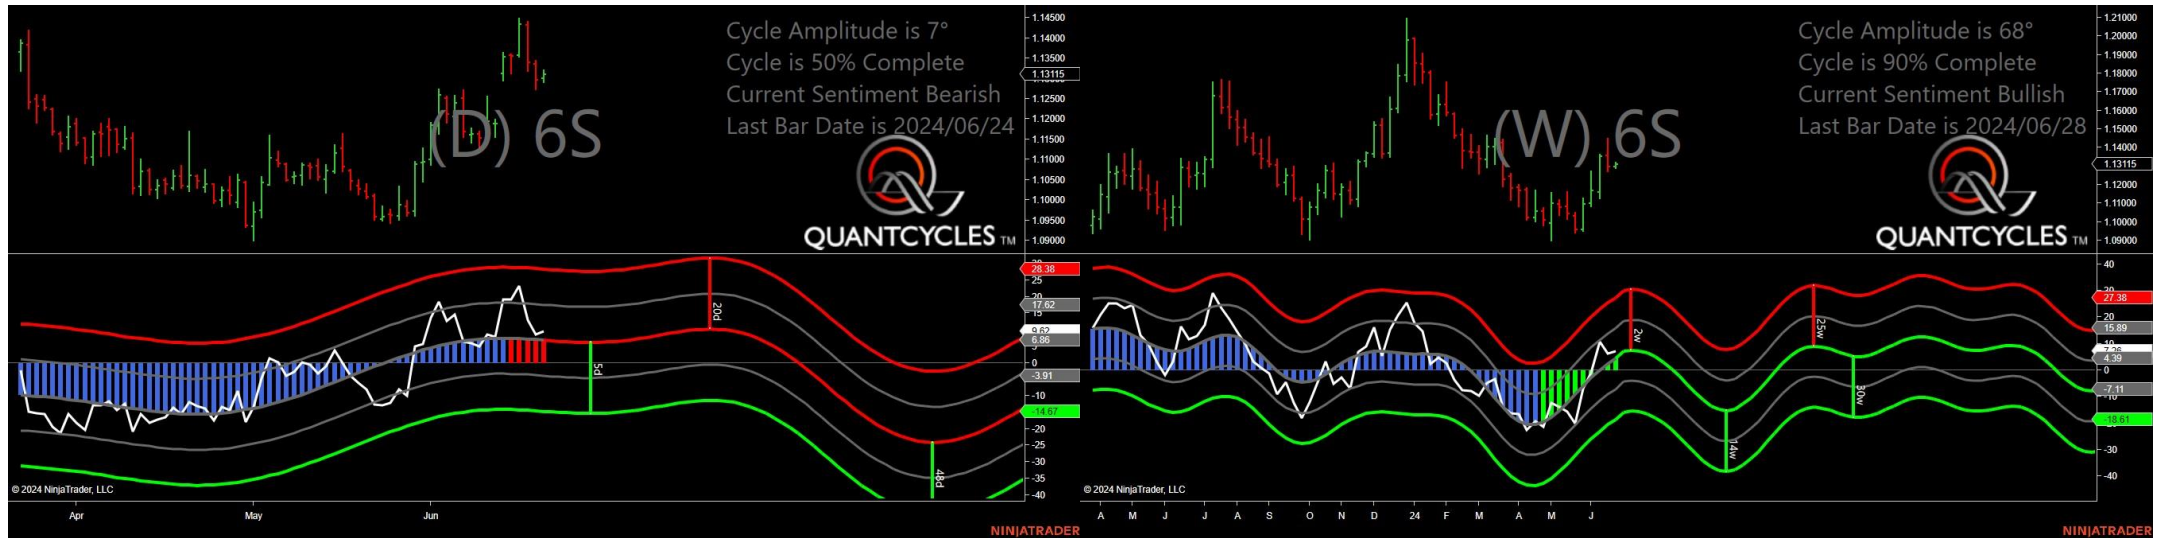 Cycle Amplitude is 7°
Cycle is 50% Complete
Current Sentiment Bearish
Last Bar Date is 2024/06/24
(D) 6S
QUANTCYCLES TM
1.14500
1.14000
1.13500
1.13115
1.12500
1.12000
1.11500
1.11000
1.10500
1.10000
1.09500
1.09000
28.38
25
20
17.62
15
9.62
6.86
0
-3.91
-10
-14.67
-20
-25
-30
-35
-40
20d
5d
48d
© 2024 NinjaTrader, LLC
Apr May Jun
NINJATRADER
Cycle Amplitude is 68°
Cycle is 90% Complete
Current Sentiment Bullish
Last Bar Date is 2024/06/28
(W) 6S
QUANTCYCLES TM
1.21000
1.20000
1.19000
1.18000
1.17000
1.16000
1.15000
1.14000
1.13115
1.12000
1.11000
1.10000
1.09000
40
27.38
20
15.89
4.39
0
-7.11
-10
-18.61
-30
-40
2w
14w
25w
30w
© 2024 NinjaTrader, LLC
A M J J A S O N D 24 F M A M J
NINJATRADER